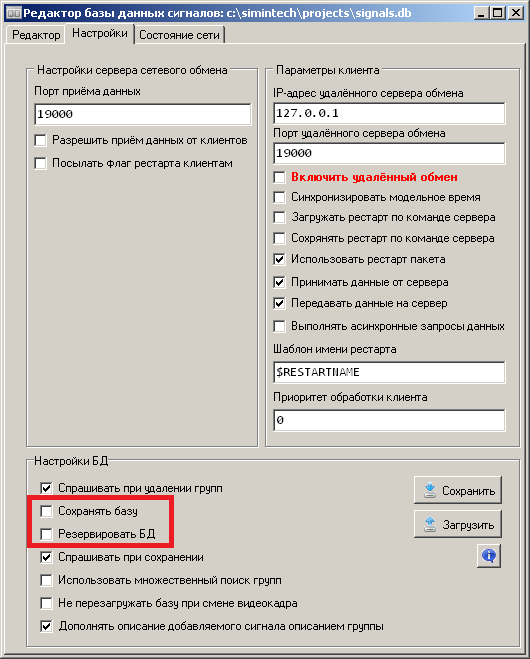 Редактор базы данных сигналов: c:\simintech\projects\signals.db
Редактор Настройки Состояние сети
Настройки сервера сетевого обмена
Порт приёма данных
19000
Разрешить приём данных от клиентов
Посылать флаг рестарта клиентам
Параметры клиента
IP-адрес удалённого сервера обмена
127.0.0.1
Порт удалённого сервера обмена
19000
Включить удалённый обмен
Синхронизировать модельное время
Загружать рестарт по команде сервера
Сохрянять рестарт по команде сервера
Использовать рестарт пакета
Принимать данные от сервера
Передавать данные на сервер
Выполнять асинхронные запросы данных
Шаблон имени рестарта
$RESTARTNAME
Приоритет обработки клиента
0
Настройки БД
Спрашивать при удалении групп
Сохранять базу
Резервировать БД
Спрашивать при сохранении
Использовать множественный поиск групп
Не перезагружать базу при смене видеокадра
Дополнять описание добавляемого сигнала описанием группы
Сохранить
Загрузить